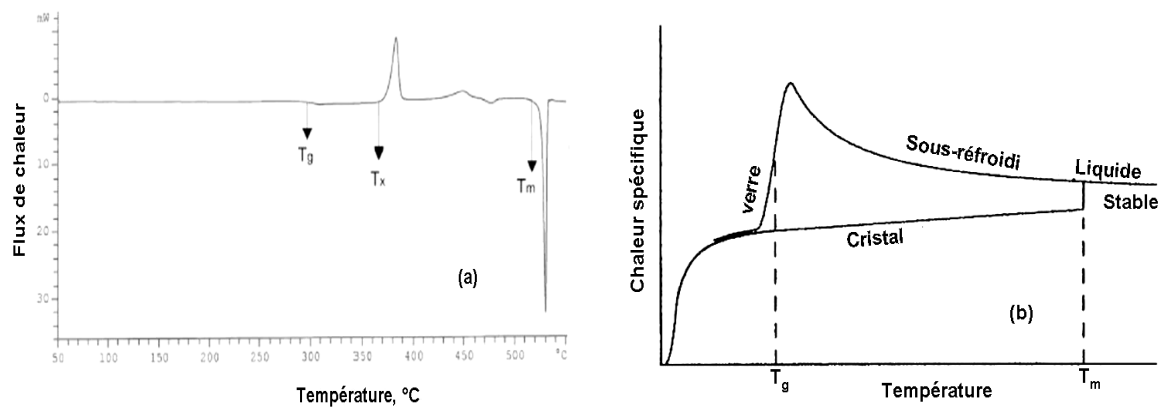 mW
0
10
20
30
Flux de chaleur
Tg
Tx
Tm
(a)
50 100 150 200 250 300 350 400 450 500 °C
Température, ºC
Chaleur spécifique
verre
Sous-réfroidi
Liquide
Stable
Cristal
(b)
Tg
Température
Tm